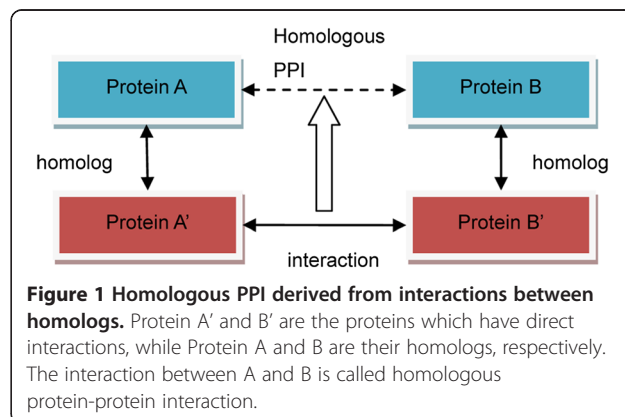 Homologous
PPI
Protein A
Protein B
homolog
homolog
Protein A’
Protein B’
interaction
Figure 1 Homologous PPI derived from interactions between
homologs. Protein A’ and B’ are the proteins which have direct
interactions, while Protein A and B are their homologs, respectively.
The interaction between A and B is called homologous
protein-protein interaction.